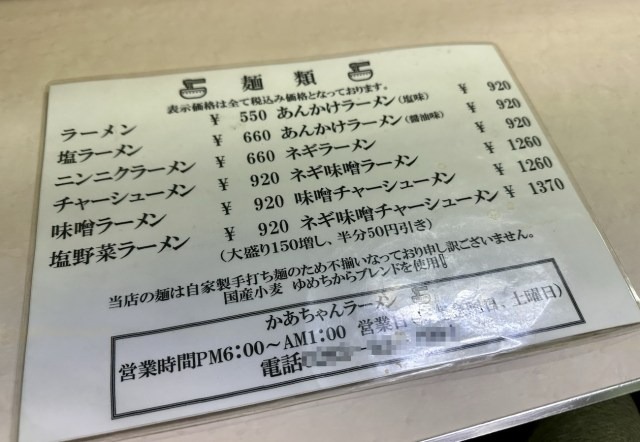 麺類
表示価格は全て税込み価格となっております。
ラーメン ¥ 550 あんかけラーメン(塩味) ¥ 920
塩ラーメン ¥ 660 あんかけラーメン(醤油味) ¥ 920
ニンニクラーメン ¥ 660 ネギラーメン ¥ 920
チャーシューメン ¥ 920 ネギ味噌ラーメン ¥ 1260
味噌ラーメン ¥ 920 味噌チャーシューメン ¥ 1260
塩野菜ラーメン ¥ 920 ネギ味噌チャーシューメン ¥ 1370
(大盛り150増し、半分50円引き)
当店の麺は自家製手打ち麺のため不揃いなっており申し訳ございません。
国産小麦 ゆめちからブレンドを使用!
かあちゃんラーメン
営業時間PM6:00～AM1:00 営業日 曜日、土曜日)
電話